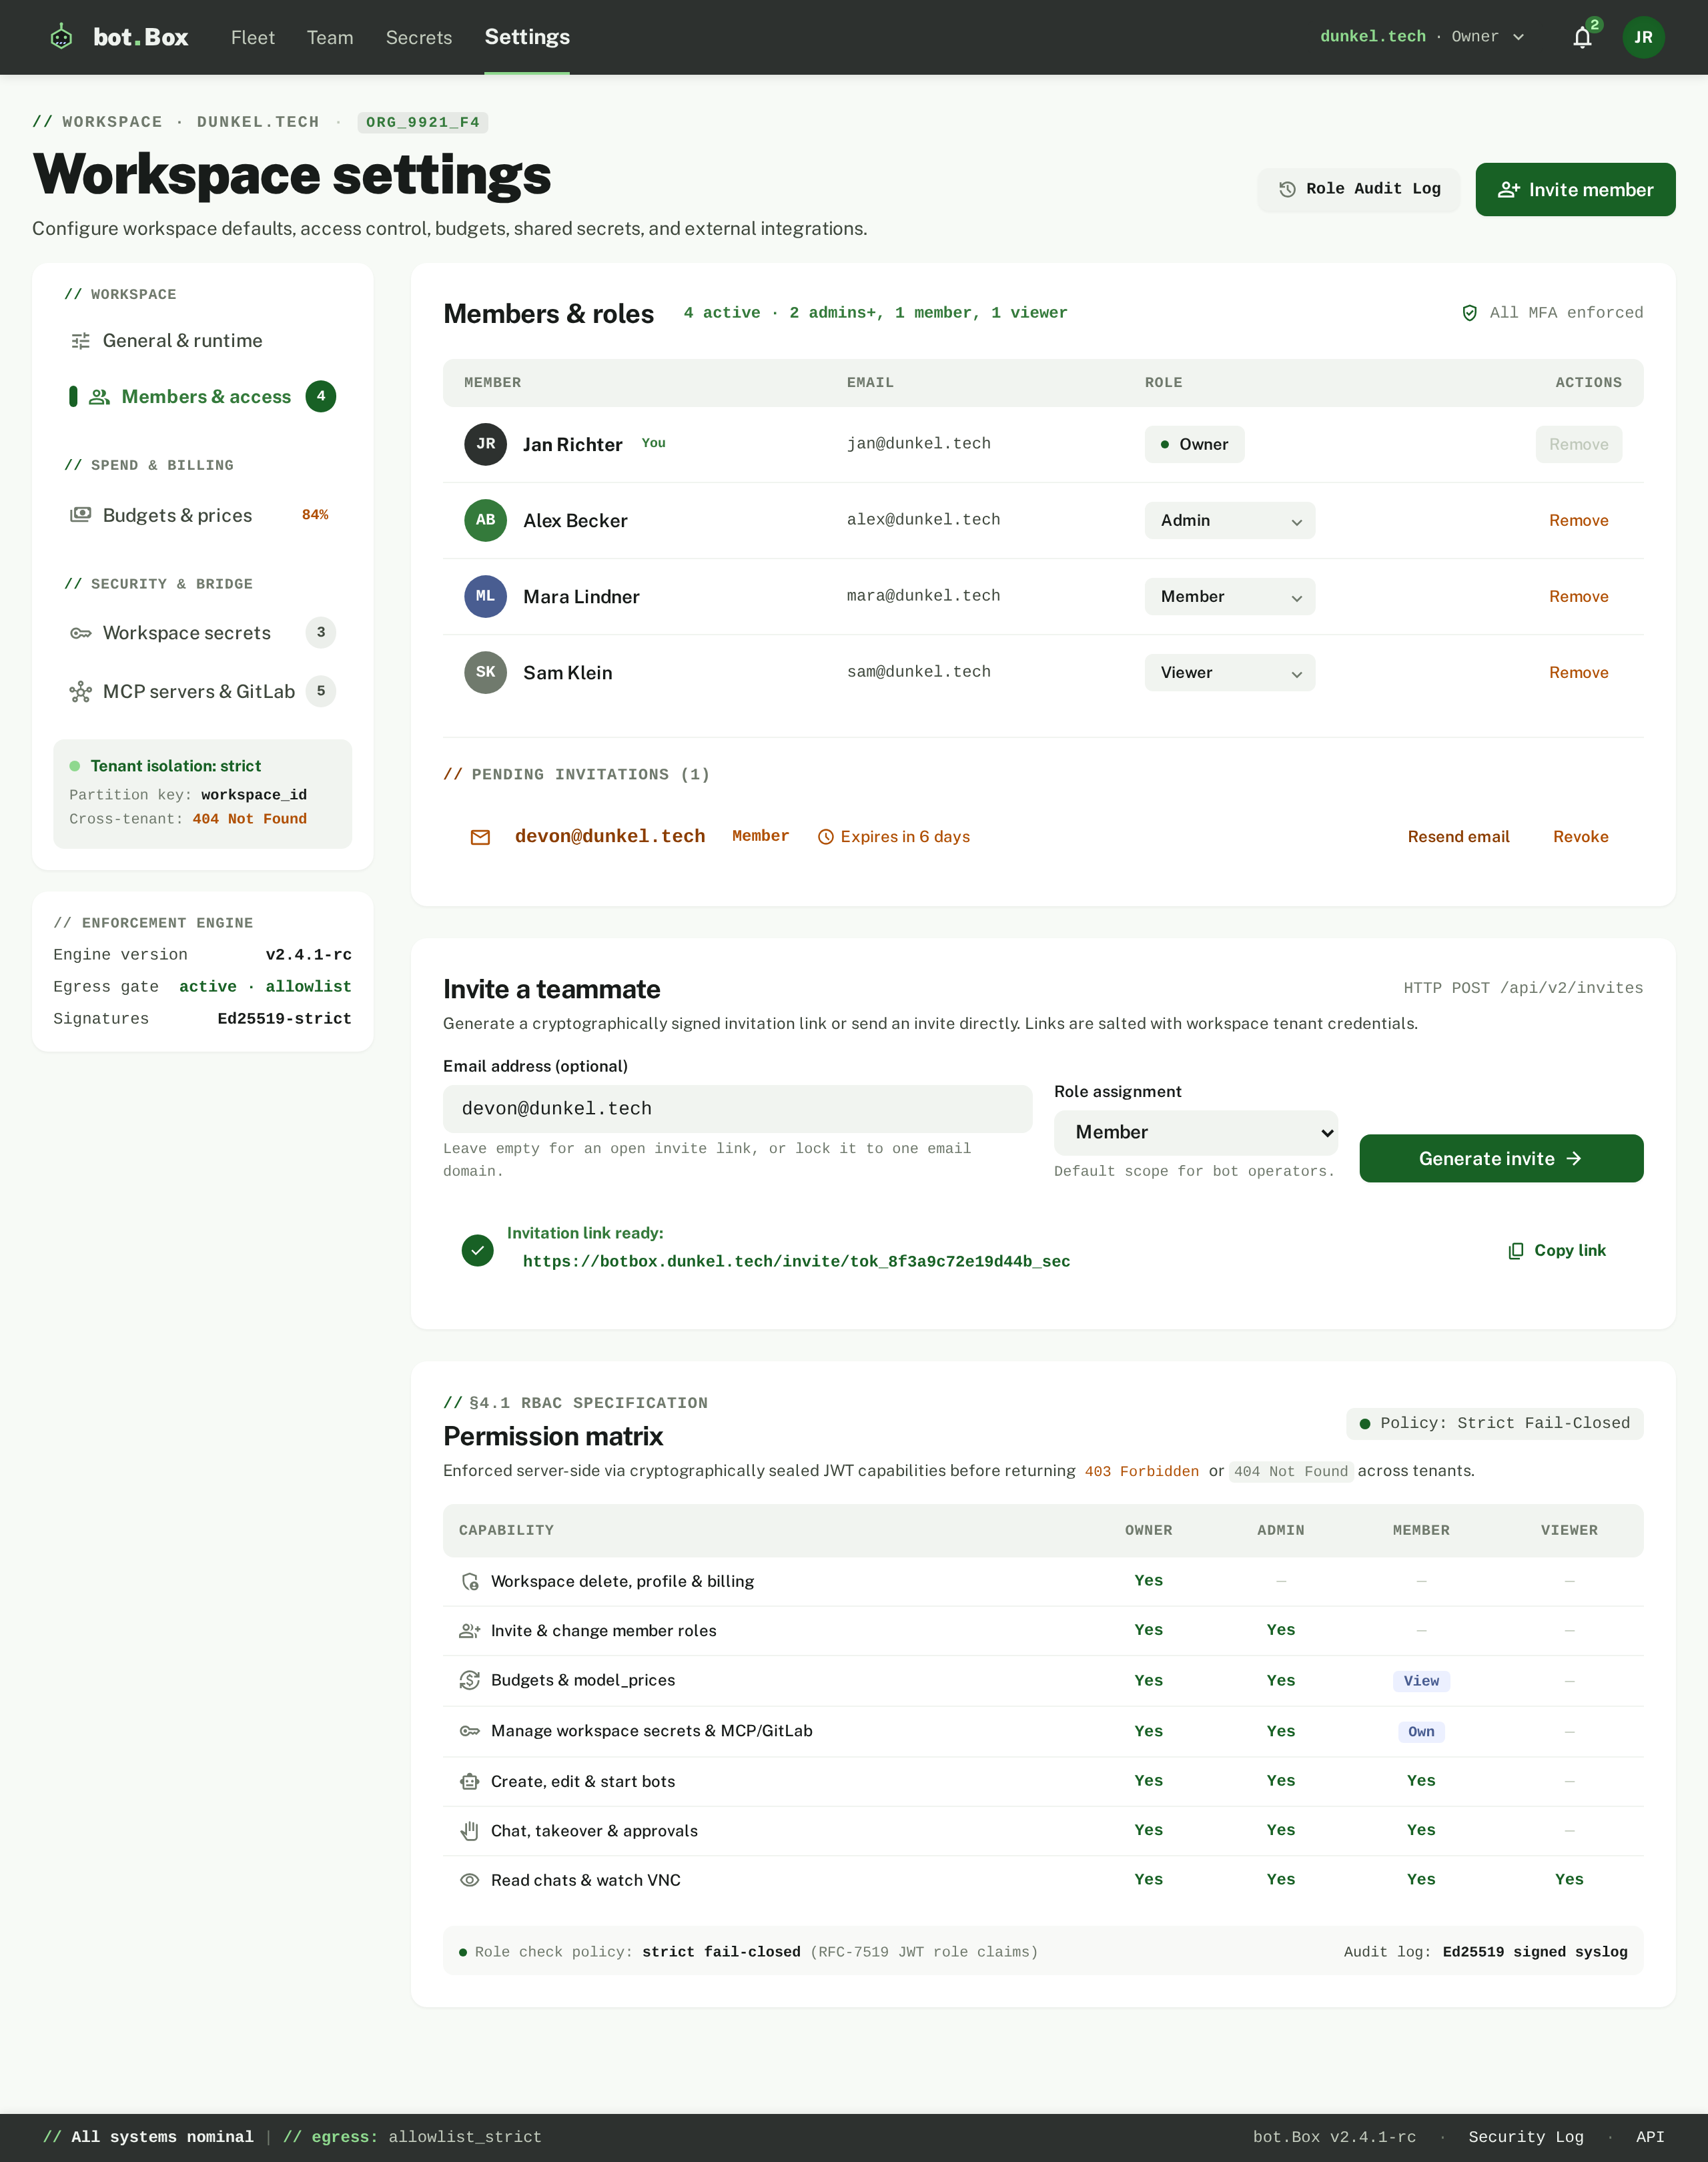 bot.Box Fleet Team Secrets Settings dunkel.tech · Owner 2 JR
// WORKSPACE · DUNKEL.TECH · ORG_9921_F4
Workspace settings
Role Audit Log Invite member
Configure workspace defaults, access control, budgets, shared secrets, and external integrations.
// WORKSPACE
General & runtime
Members & access 4
// SPEND & BILLING
Budgets & prices 84%
// SECURITY & BRIDGE
Workspace secrets 3
MCP servers & GitLab 5
Tenant isolation: strict
Partition key: workspace_id
Cross-tenant: 404 Not Found
// ENFORCEMENT ENGINE
Engine version v2.4.1-rc
Egress gate active · allowlist
Signatures Ed25519-strict
Members & roles 4 active · 2 admins+, 1 member, 1 viewer All MFA enforced
MEMBER EMAIL ROLE ACTIONS
JR Jan Richter You jan@dunkel.tech Owner Remove
AB Alex Becker alex@dunkel.tech Admin Remove
ML Mara Lindner mara@dunkel.tech Member Remove
SK Sam Klein sam@dunkel.tech Viewer Remove
// PENDING INVITATIONS (1)
devon@dunkel.tech Member Expires in 6 days Resend email Revoke
Invite a teammate HTTP POST /api/v2/invites
Generate a cryptographically signed invitation link or send an invite directly. Links are salted with workspace tenant credentials.
Email address (optional)
devon@dunkel.tech
Leave empty for an open invite link, or lock it to one email
domain.
Role assignment
Member
Default scope for bot operators.
Generate invite
Invitation link ready:
https://botbox.dunkel.tech/invite/tok_8f3a9c72e19d44b_sec
Copy link
// §4.1 RBAC SPECIFICATION
Permission matrix
Policy: Strict Fail-Closed
Enforced server-side via cryptographically sealed JWT capabilities before returning 403 Forbidden or 404 Not Found across tenants.
CAPABILITY OWNER ADMIN MEMBER VIEWER
Workspace delete, profile & billing Yes — — —
Invite & change member roles Yes Yes — —
Budgets & model_prices Yes Yes View —
Manage workspace secrets & MCP/GitLab Yes Yes Own —
Create, edit & start bots Yes Yes Yes —
Chat, takeover & approvals Yes Yes Yes —
Read chats & watch VNC Yes Yes Yes Yes
Role check policy: strict fail-closed (RFC-7519 JWT role claims) Audit log: Ed25519 signed syslog
// All systems nominal | // egress: allowlist_strict bot.Box v2.4.1-rc · Security Log · API